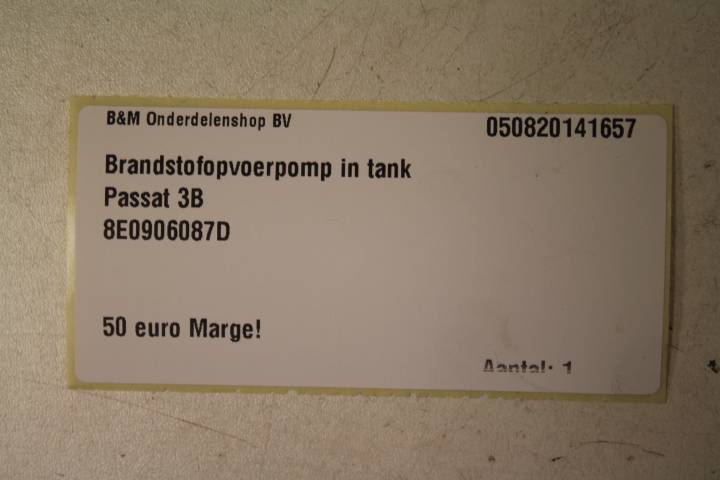 B&M Onderdelenshop BV
050820141657
Brandstofopvoerpomp in tank
Passat 3B
8E0906087D
50 euro Marge!
Aantal: 1